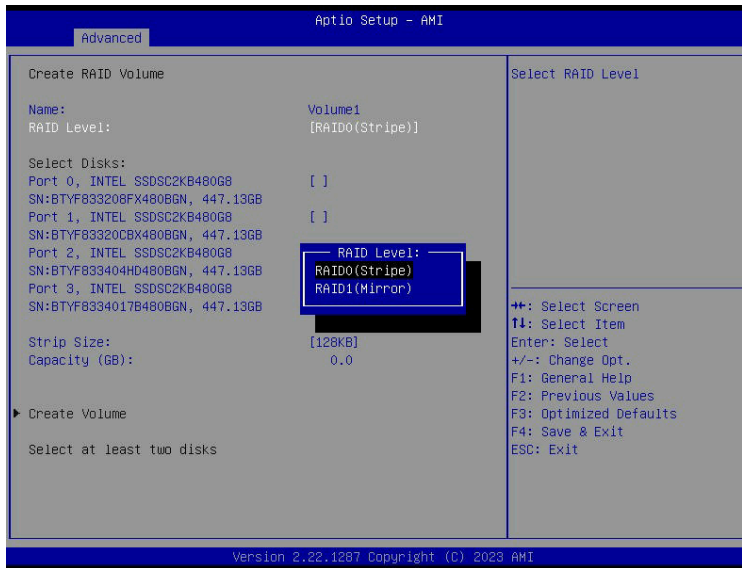 Aptio Setup - AMI
Advanced
Create RAID Volume
Name: Volume1
RAID Level: [RAID0(Stripe)]
Select Disks:
Port 0, INTEL SSDSC2KB480G8 [ ]
SN:BTYF833208FX480BGN, 447.13GB
Port 1, INTEL SSDSC2KB480G8 [ ]
SN:BTYF83320CBX480BGN, 447.13GB
Port 2, INTEL SSDSC2KB480G8
SN:BTYF833404HD480BGN, 447.13GB
Port 3, INTEL SSDSC2KB480G8
SN:BTYF8334017B480BGN, 447.13GB
Strip Size: [128KB]
Capacity (GB): 0.0
Create Volume
Select at least two disks
RAID Level:
RAID0(Stripe)
RAID1(Mirror)
Select RAID Level
→←: Select Screen
↑↓: Select Item
Enter: Select
+/-: Change Opt.
F1: General Help
F2: Previous Values
F3: Optimized Defaults
F4: Save & Exit
ESC: Exit
Version 2.22.1287 Copyright (C) 2023 AMI